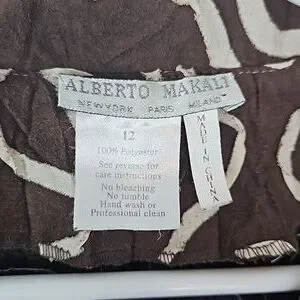 ALBERTO MAKALI
NEW YORK PARIS MILANO
12
100% Polyester
See reverse for
care instructions
No bleaching
No tumble
Hand wash or
Professional clean
MADE IN CHINA